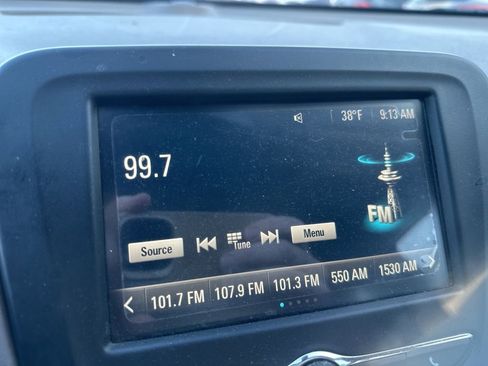 38°F 9:13 AM
99.7
FM
Source Tune Menu
101.7 FM 107.9 FM 101.3 FM 550 AM 1530 AM